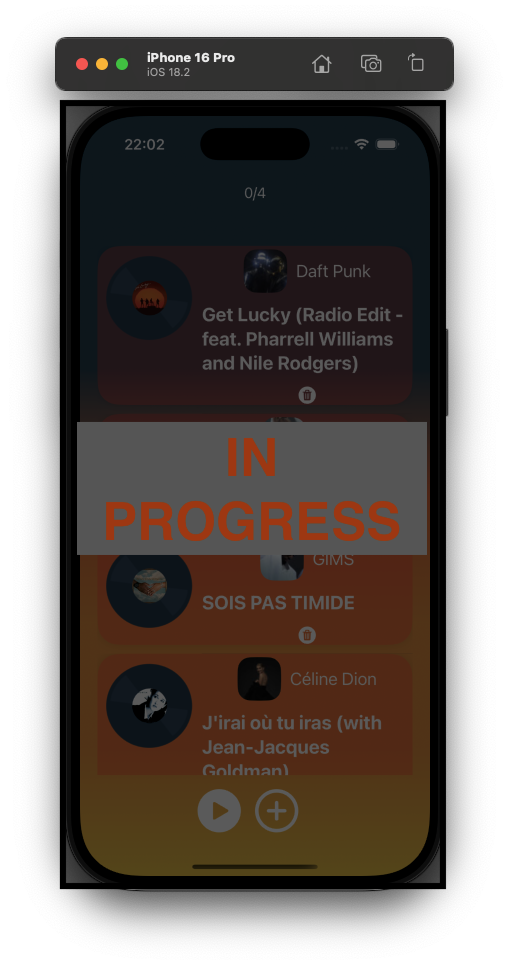 iPhone 16 Pro
iOS 18.2
22:02
0/4
Daft Punk
Get Lucky (Radio Edit -
feat. Pharrell Williams
and Nile Rodgers)
IN
PROGRESS
GIMS
SOIS PAS TIMIDE
Céline Dion
J'irai où tu iras (with
Jean-Jacques
Goldman)